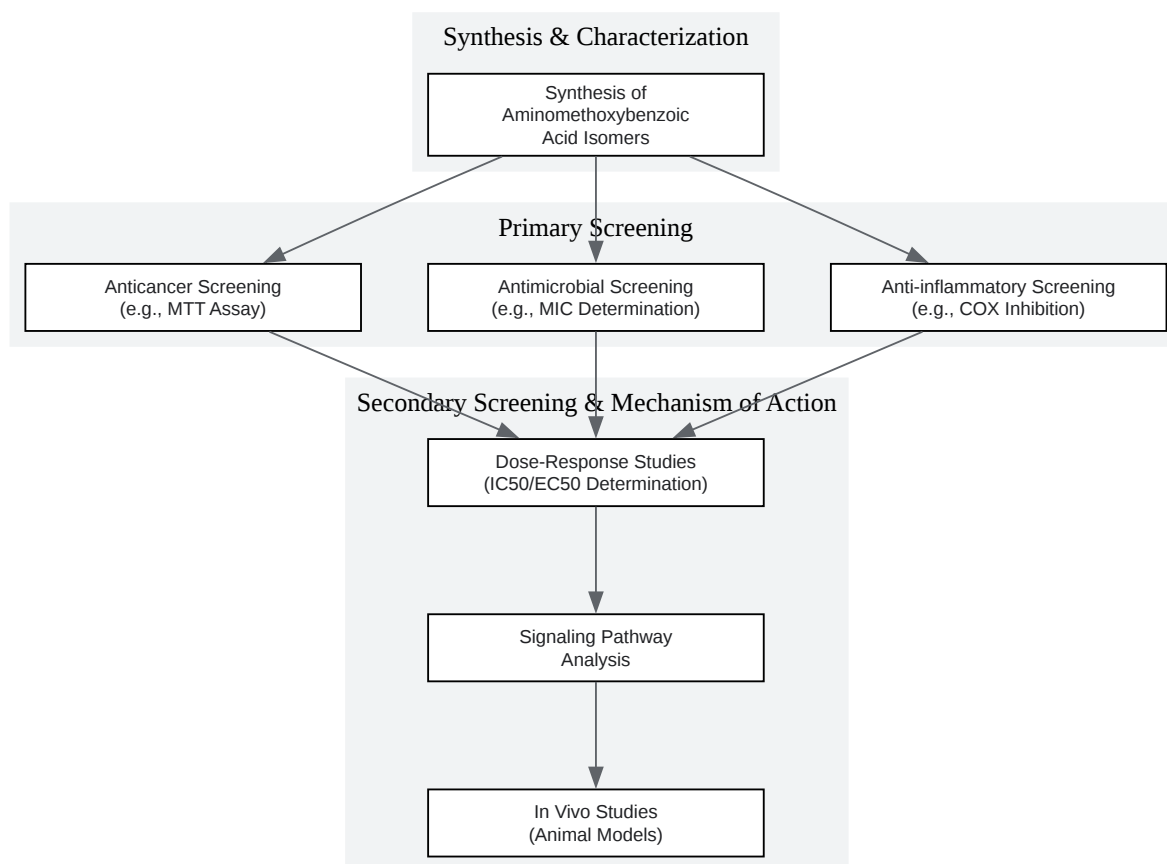 Synthesis & Characterization
Synthesis of
Aminomethoxybenzoic
Acid Isomers
Primary Screening
Anticancer Screening
(e.g., MTT Assay)
Antimicrobial Screening
(e.g., MIC Determination)
Anti-inflammatory Screening
(e.g., COX Inhibition)
Secondary Screening & Mechanism of Action
Dose-Response Studies
(IC50/EC50 Determination)
Signaling Pathway
Analysis
In Vivo Studies
(Animal Models)